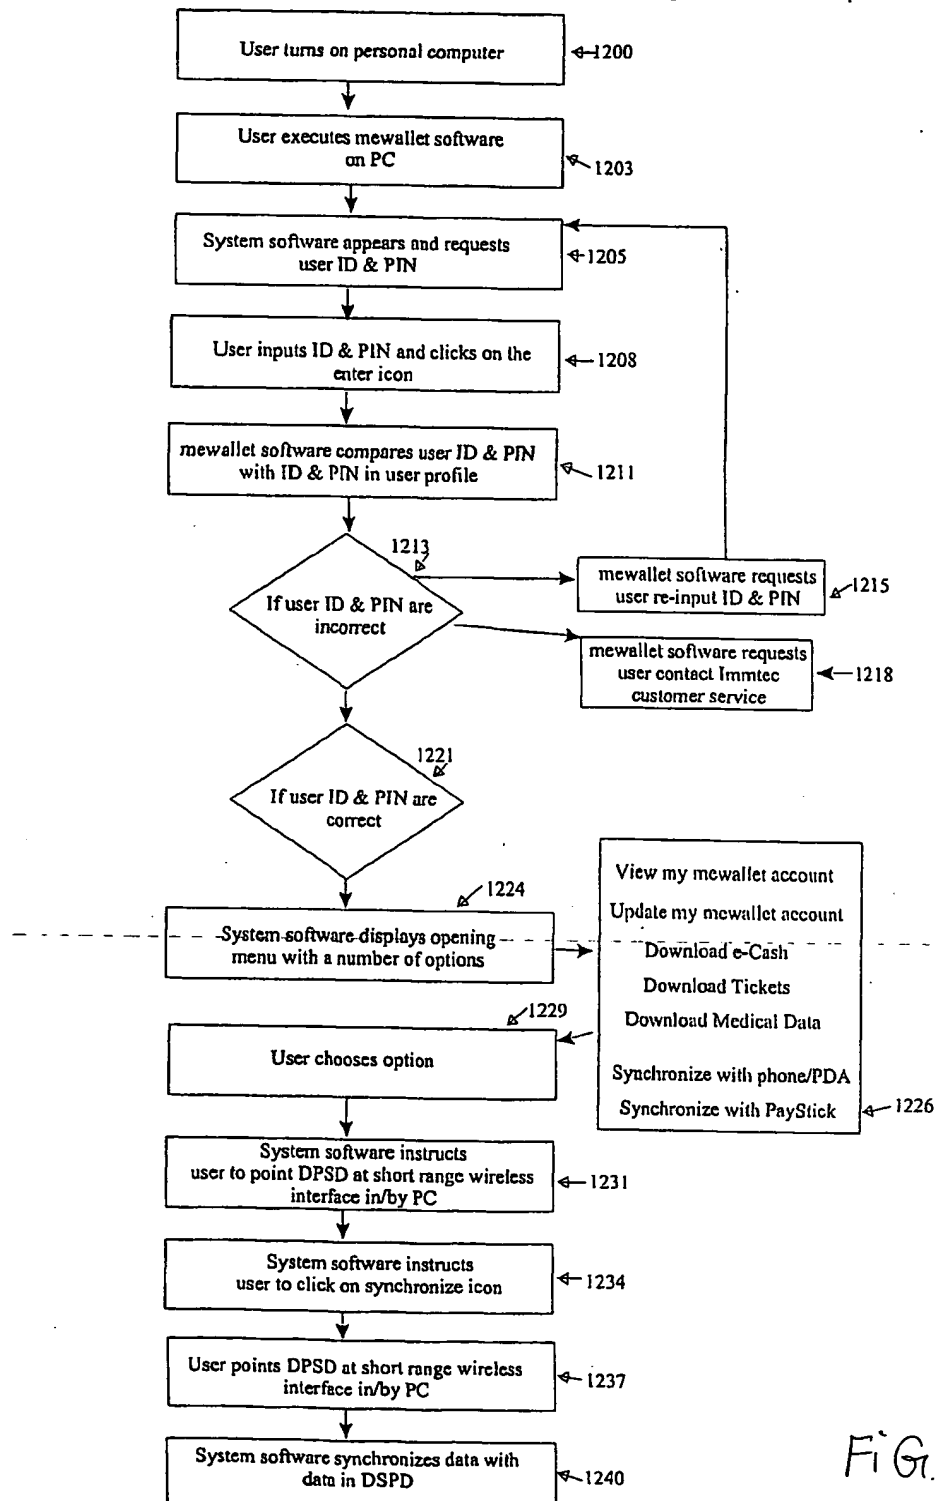 User turns on personal computer
1200
User executes mewallet software
on PC
1203
System software appears and requests
user ID & PIN
1205
User inputs ID & PIN and clicks on the
enter icon
1208
mewallet software compares user ID & PIN
with ID & PIN in user profile
1211
1213
If user ID & PIN are
incorrect
mewallet software requests
user re-input ID & PIN
1215
mewallet software requests
user contact Immtec
customer service
1218
1221
If user ID & PIN are
correct
1224
System software displays opening
menu with a number of options
View my mewallet account
Update my mewallet account
Download e-Cash
Download Tickets
Download Medical Data
Synchronize with phone/PDA
Synchronize with PayStick
1226
1229
User chooses option
System software instructs
user to point DPSD at short range wireless
interface in/by PC
1231
System software instructs
user to click on synchronize icon
1234
User points DPSD at short range wireless
interface in/by PC
1237
System software synchronizes data with
data in DSPD
1240
FiG.